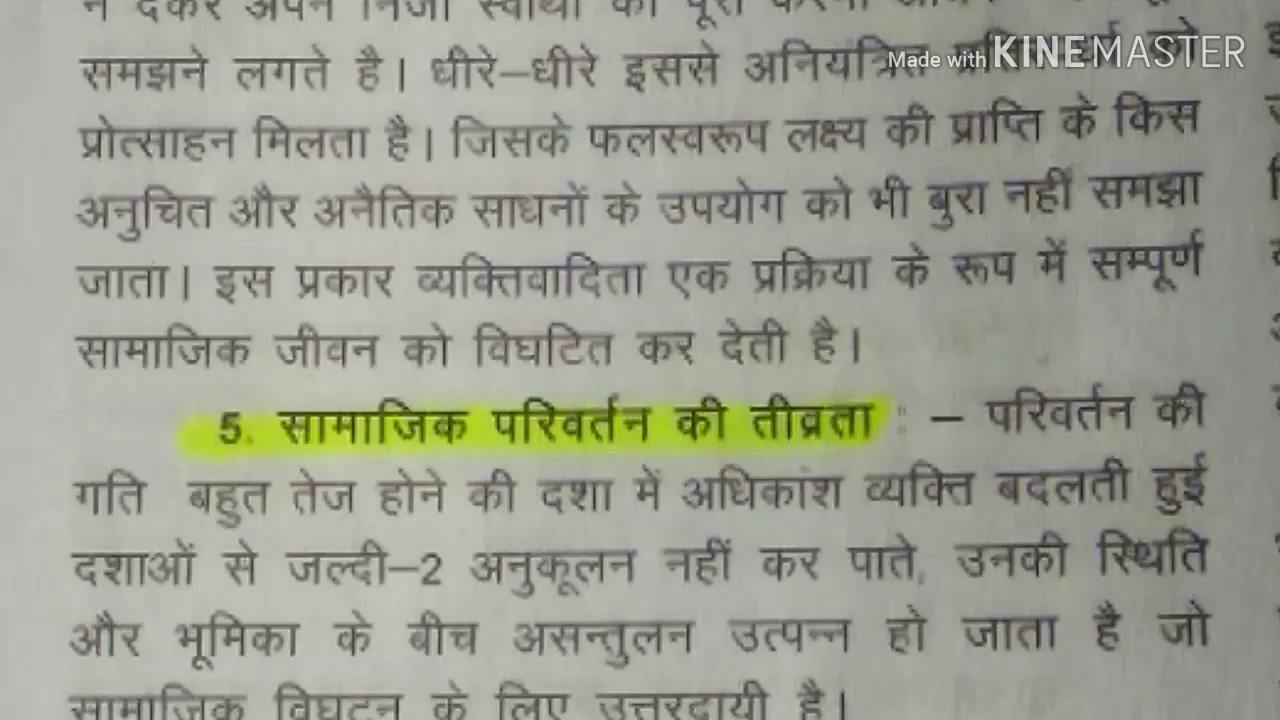 न देकर अपने निजी स्वार्थों को पूरा करना
समझने लगते है। धीरे–धीरे इससे अनियंत्रित
Made with KINEMASTER
प्रोत्साहन मिलता है। जिसके फलस्वरूप लक्ष्य की प्राप्ति के किस
अनुचित और अनैतिक साधनों के उपयोग को भी बुरा नहीं समझा
जाता। इस प्रकार व्यक्तिवादिता एक प्रक्रिया के रूप में सम्पूर्ण
सामाजिक जीवन को विघटित कर देती है।
5. सामाजिक परिवर्तन की तीव्रता : – परिवर्तन की
गति बहुत तेज होने की दशा में अधिकांश व्यक्ति बदलती हुई
दशाओं से जल्दी–2 अनुकूलन नहीं कर पाते, उनकी स्थिति
और भूमिका के बीच असन्तुलन उत्पन्न हो जाता है जो
सामाजिक विघटन के लिए उत्तरदायी है।